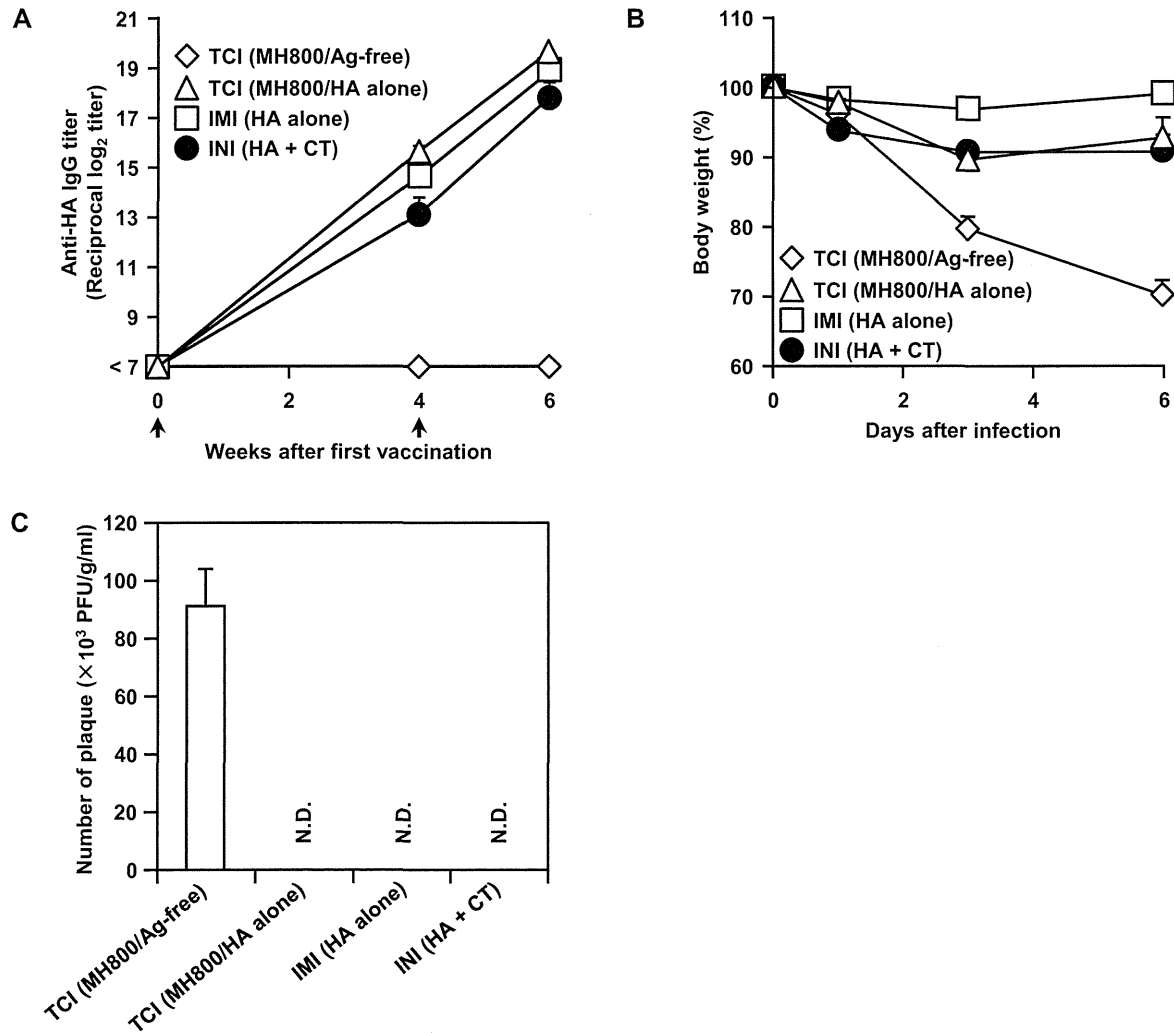 A
21
19
17
15
13
11
9
< 7
Anti-HA IgG titer
(Reciprocal log2 titer)
TCI (MH800/Ag-free)
TCI (MH800/HA alone)
IMI (HA alone)
INI (HA + CT)
0 2 4 6
Weeks after first vaccination
B
110
100
90
80
70
60
Body weight (%)
TCI (MH800/Ag-free)
TCI (MH800/HA alone)
IMI (HA alone)
INI (HA + CT)
0 2 4 6
Days after infection
C
120
100
80
60
40
20
0
Number of plaque (×10³ PFU/g/ml)
N.D. N.D. N.D.
TCI (MH800/Ag-free)
TCI (MH800/HA alone)
IMI (HA alone)
INI (HA + CT)